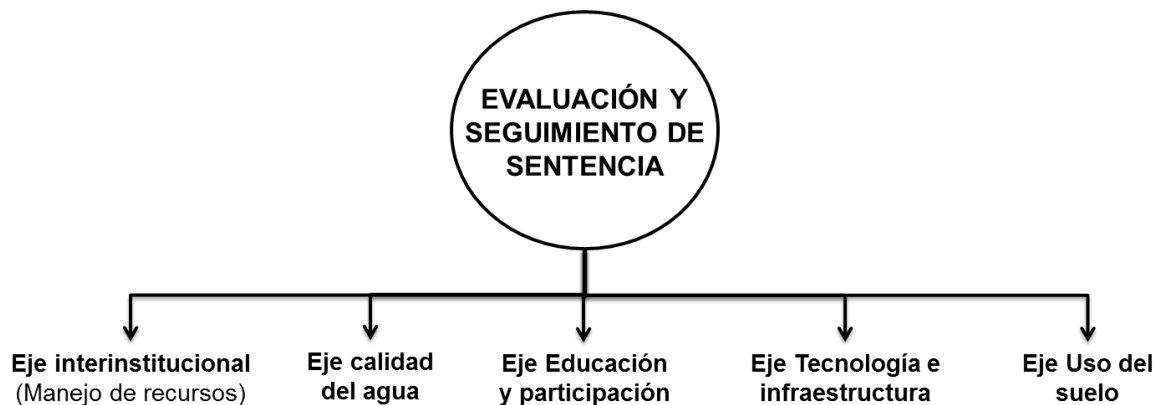 EVALUACIÓN Y
SEGUIMIENTO DE
SENTENCIA
Eje interinstitucional
(Manejo de recursos)
Eje calidad
del agua
Eje Educación
y participación
Eje Tecnología e
infraestructura
Eje Uso del
suelo